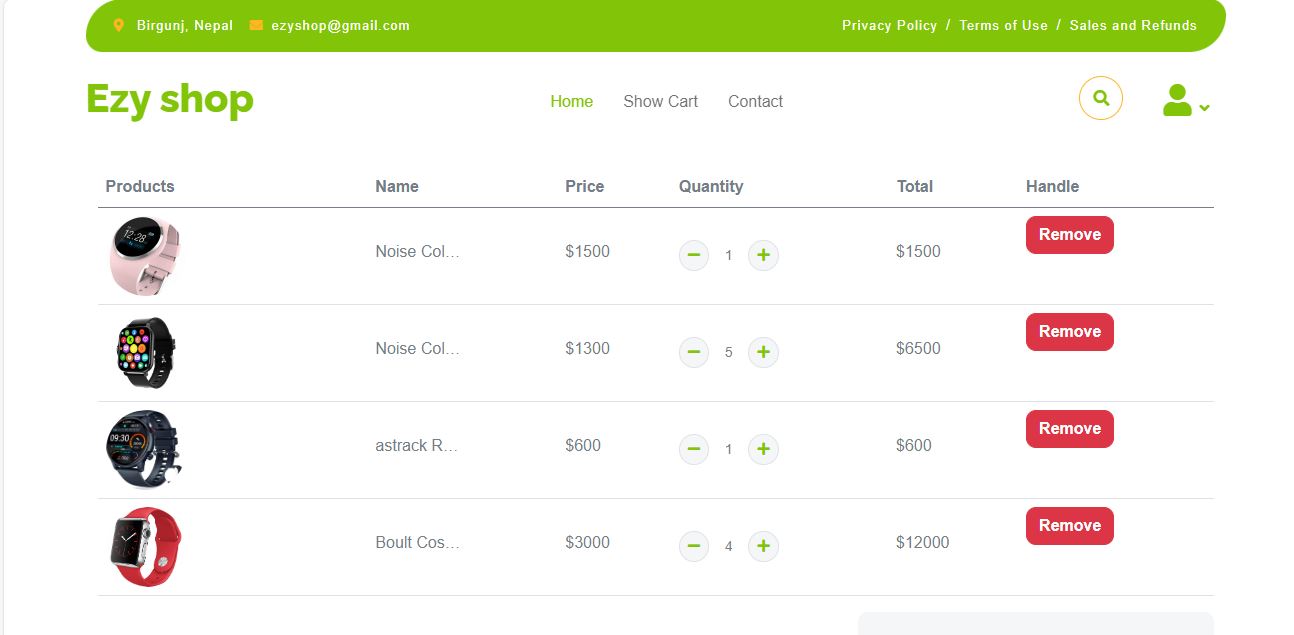 Birgunj, Nepal ezyshop@gmail.com Privacy Policy / Terms of Use / Sales and Refunds
Ezy shop Home Show Cart Contact
Products Name Price Quantity Total Handle
12:28
Noise Col... $1500 1 $1500 Remove
Noise Col... $1300 5 $6500 Remove
09:30
astrack R... $600 1 $600 Remove
Boult Cos... $3000 4 $12000 Remove